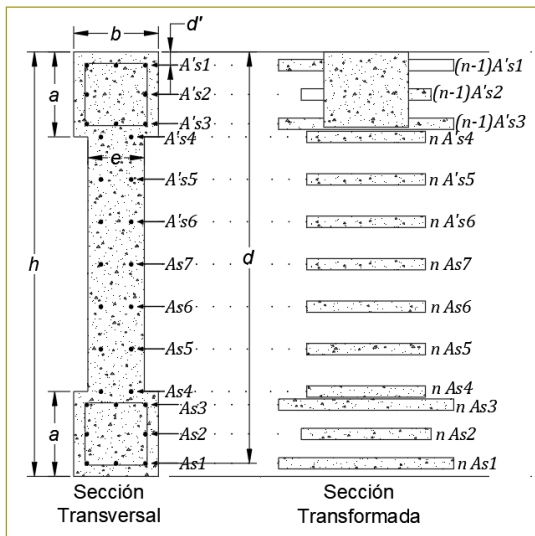 b
d'
a
e
h
a
d
A's1
A's2
A's3
A's4
A's5
A's6
As7
As6
As5
As4
As3
As2
As1
(n-1)A's1
(n-1)A's2
(n-1)A's3
n A's4
n A's5
n A's6
n As7
n As6
n As5
n As4
n As3
n As2
n As1
Sección
Transversal
Sección
Transformada